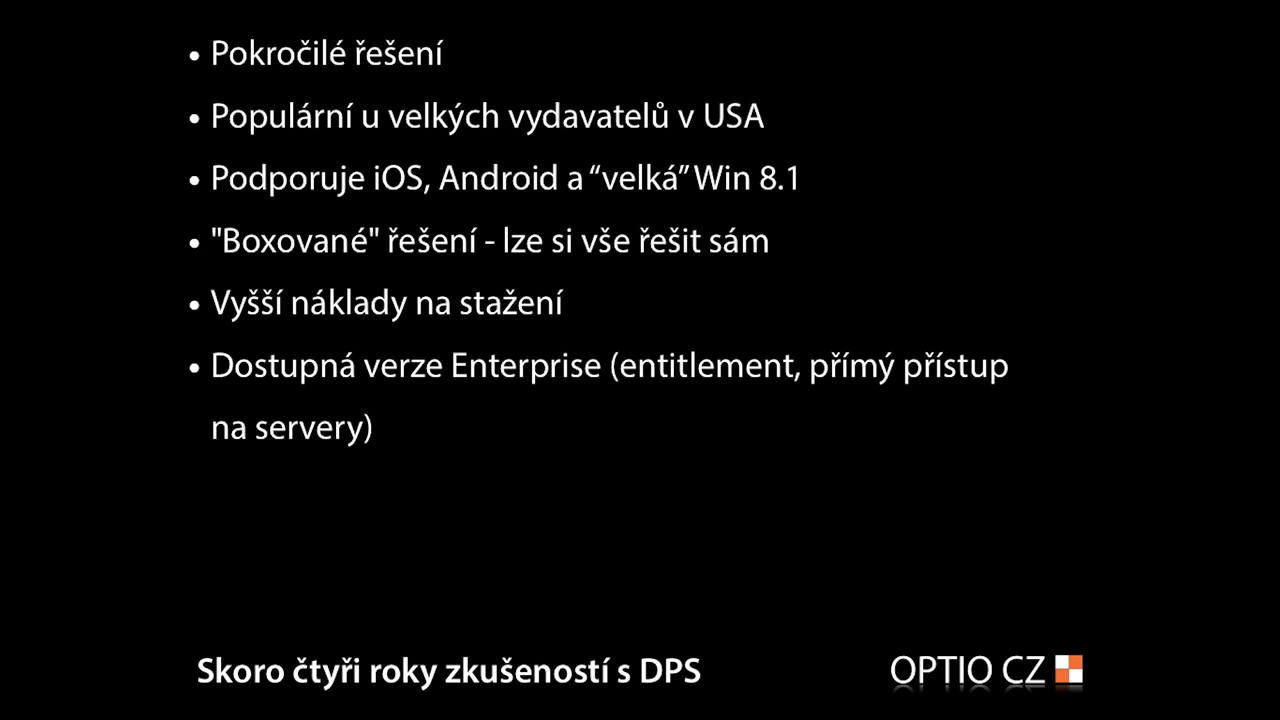 • Pokročilé řešení
• Populární u velkých vydavatelů v USA
• Podporuje iOS, Android a “velká” Win 8.1
• "Boxované" řešení - lze si vše řešit sám
• Vyšší náklady na stažení
• Dostupná verze Enterprise (entitlement, přímý přístup
na servery)
Skoro čtyři roky zkušeností s DPS
OPTIO CZ